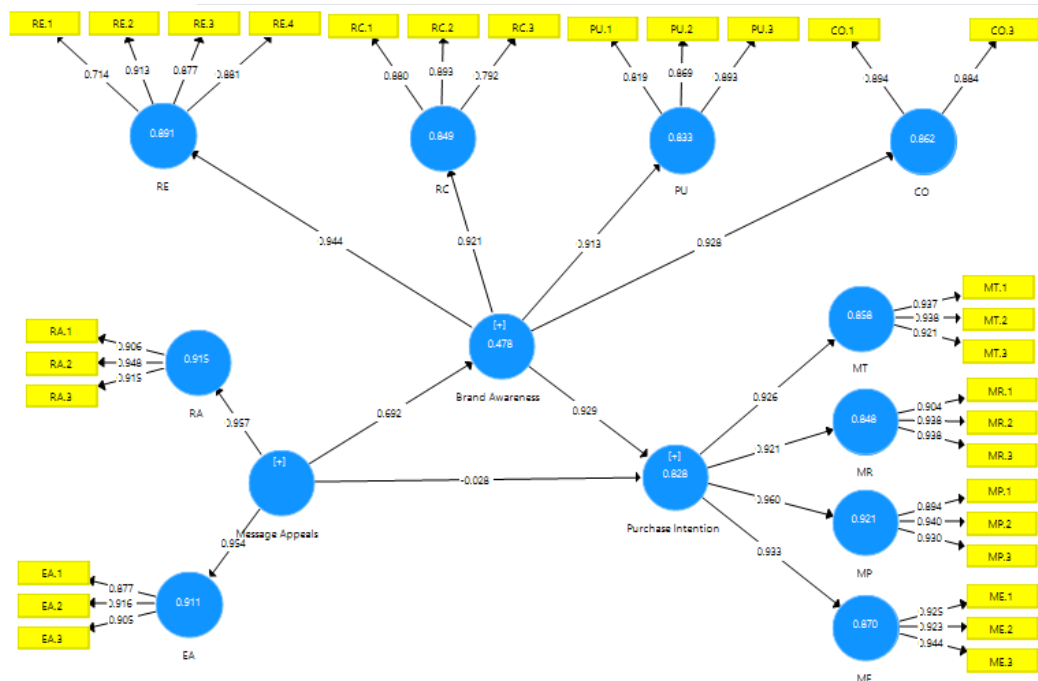 RE.1 RE.2 RE.3 RE.4 RC.1 RC.2 RC.3 PU.1 PU.2 PU.3 CO.1 CO.3
0.714 0.913 0.877 0.881 0.880 0.893 0.792 0.819 0.869 0.893 0.894 0.884
0.891 0.849 0.833 0.862
RE RC PU CO
0.944 0.921 0.913 0.928
RA.1
RA.2
RA.3
0.906
0.948
0.915
0.915
RA
0.957
[+]
0.478
Brand Awareness
0.692
0.929
[+]
Message Appeals
-0.028
[+]
0.828
Purchase Intention
0.954
EA.1
EA.2
EA.3
0.877
0.916
0.905
0.911
EA
0.926
0.921
0.960
0.933
0.858
MT
0.937
0.938
0.921
MT.1
MT.2
MT.3
0.848
MR
0.904
0.938
0.938
MR.1
MR.2
MR.3
0.921
MP
0.894
0.940
0.930
MP.1
MP.2
MP.3
0.870
ME
0.925
0.923
0.944
ME.1
ME.2
ME.3